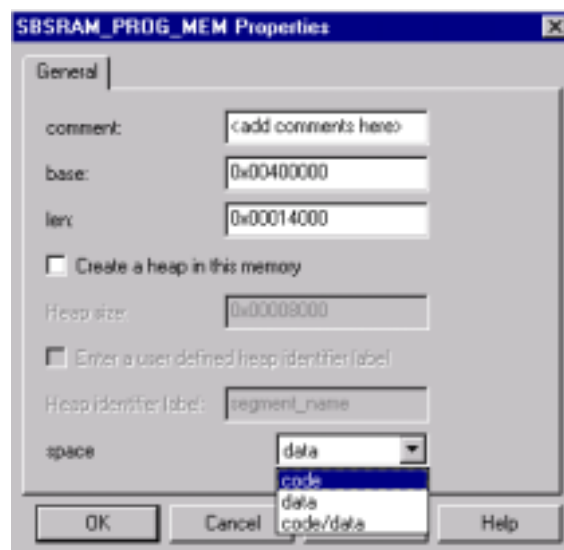 SBSRAM_PROG_MEM Properties
General
comment: <add comments here>
base: 0x00400000
len: 0x00014000
Create a heap in this memory
Heap size: 0x00008000
Enter a user defined heap identifier label
Heap identifier label: segment_name
space data
code
data
code/data
OK Cancel Help